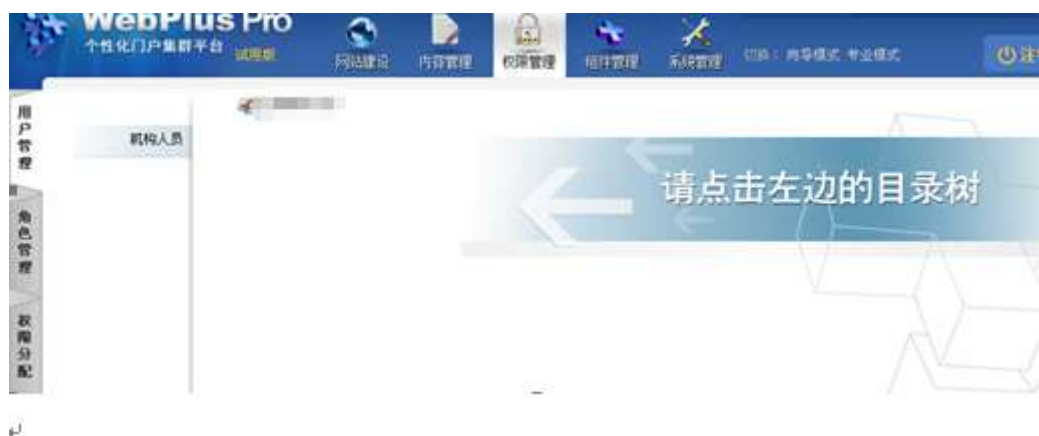 WebPlus Pro
个性化门户集群平台 试用版
网站建设 内容管理 权限管理 组件管理 系统管理 切换：向导模式 专业模式
用户管理
机构人员
请点击左边的目录树
角色管理
权限分配